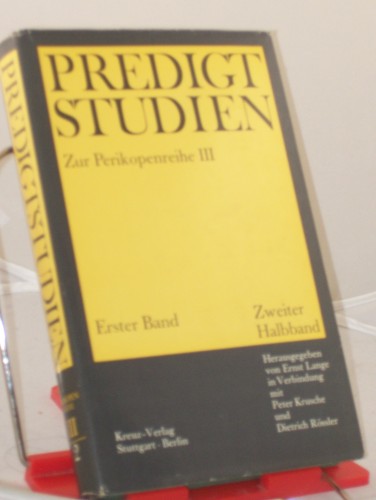 PREDIGT
STUDIEN
Zur Perikopenreihe III
Erster Band
Zweiter
Halbband
Herausgegeben
von Ernst Lange
in Verbindung
mit
Peter Krusche
und
Dietrich Rössler
Kreuz-Verlag
Stuttgart · Berlin
PREDIGTSTUDIEN